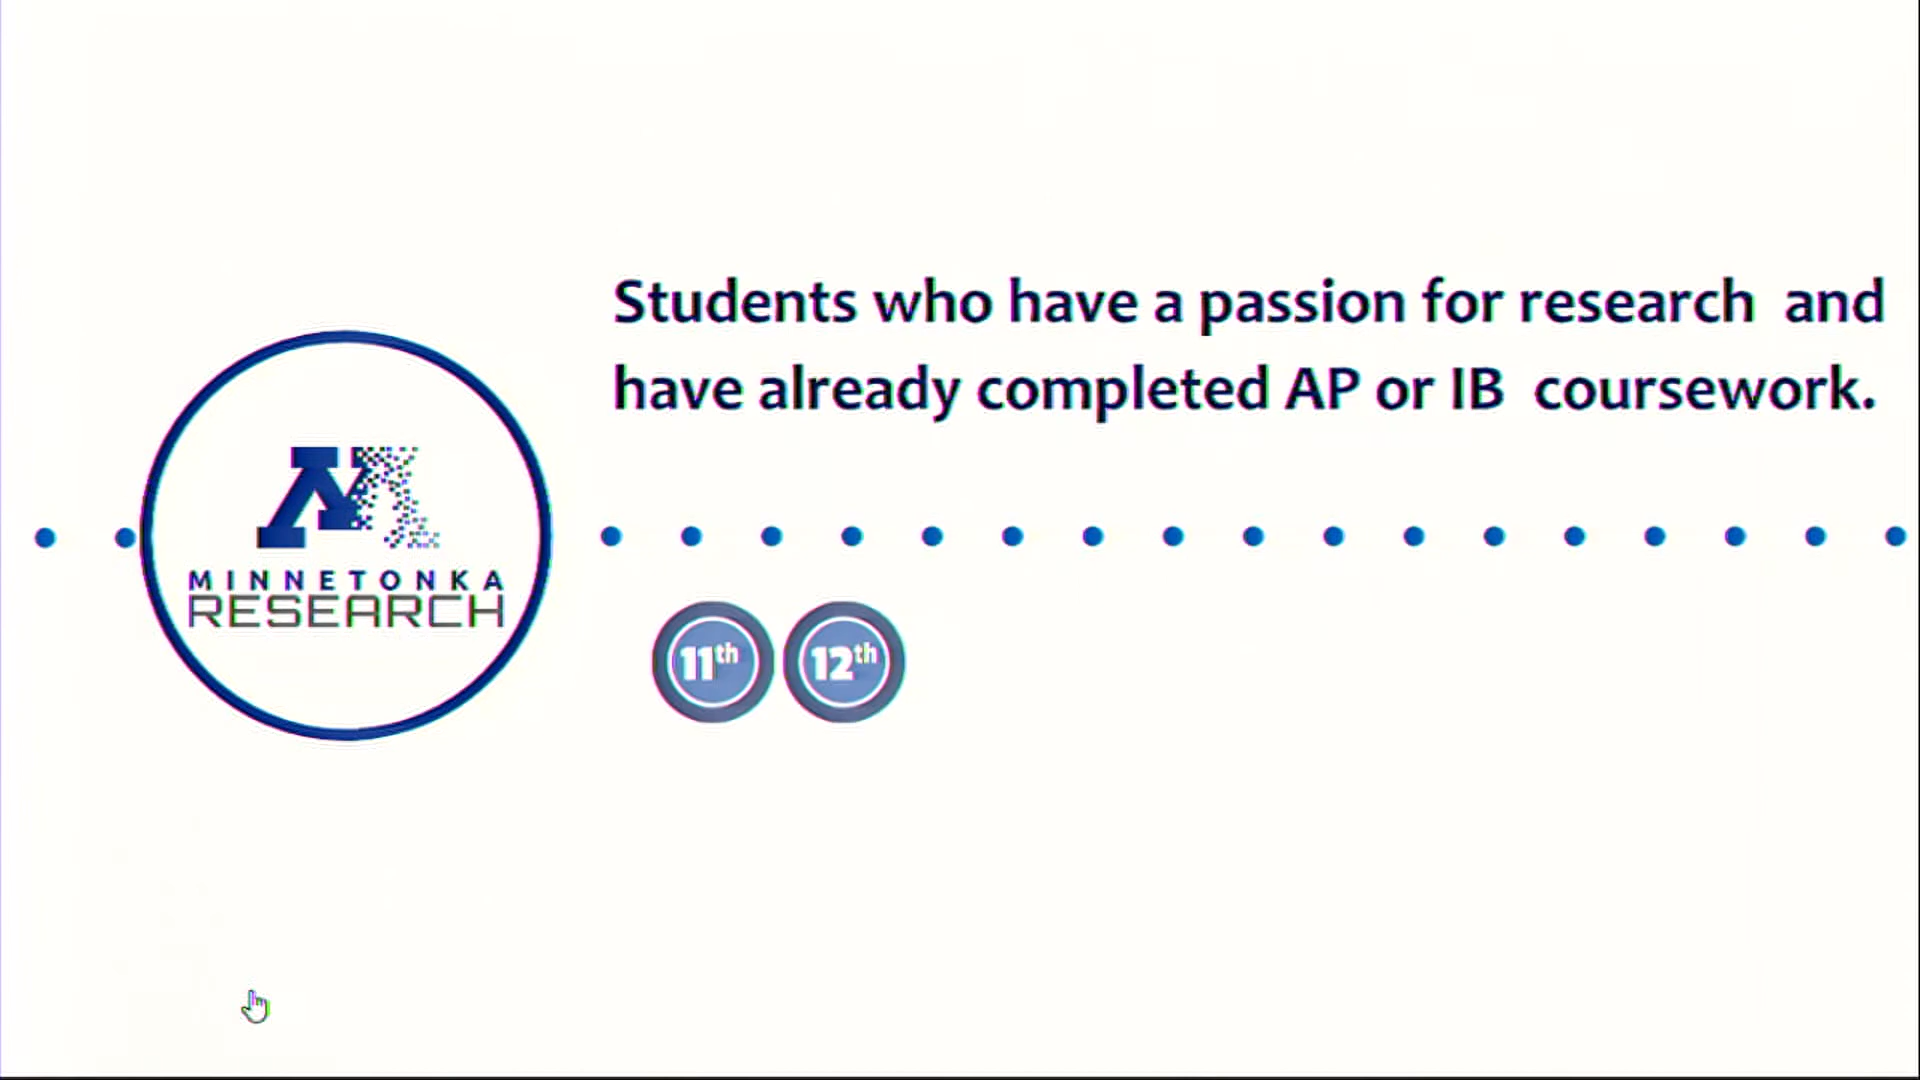 Students who have a passion for research  and
have already completed AP or IB  coursework.
MINNETONKA
RESEARCH
11th
12th